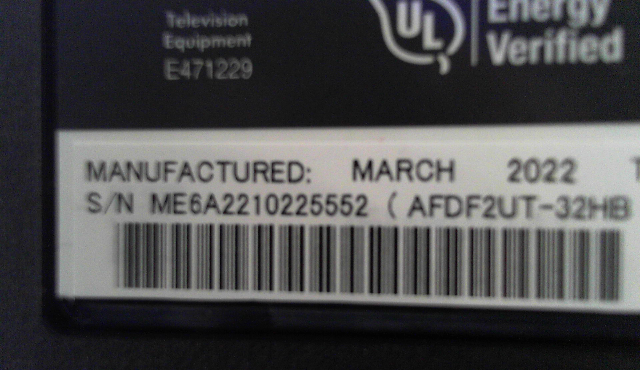 Television
Equipment
E471229
UL
Energy
Verified
MANUFACTURED: MARCH 2022
S/N ME6A2210225552 ( AFDF2UT-32HB